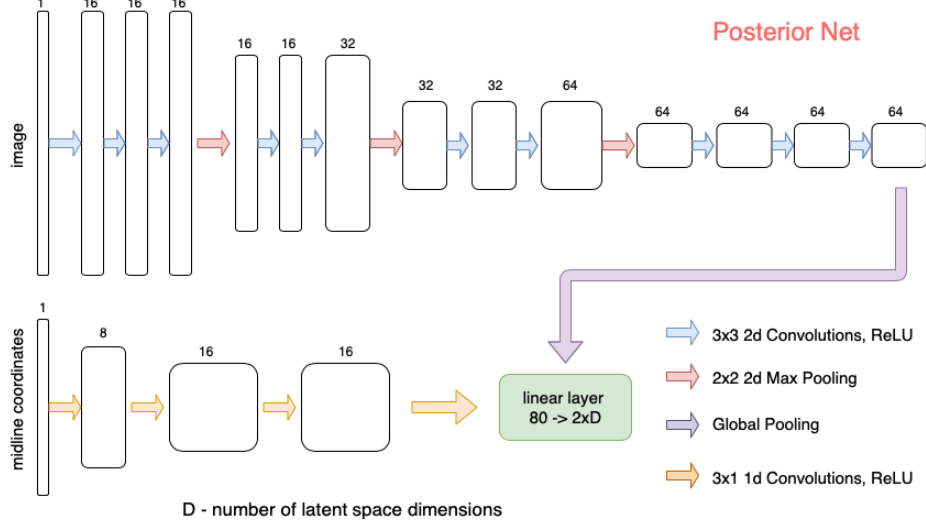 Posterior Net
1 16 16 16
16 16 32
32 32 64
64 64 64 64
image
1
8
16 16
midline coordinates
linear layer
80 -> 2xD
3x3 2d Convolutions, ReLU
2x2 2d Max Pooling
Global Pooling
3x1 1d Convolutions, ReLU
D - number of latent space dimensions